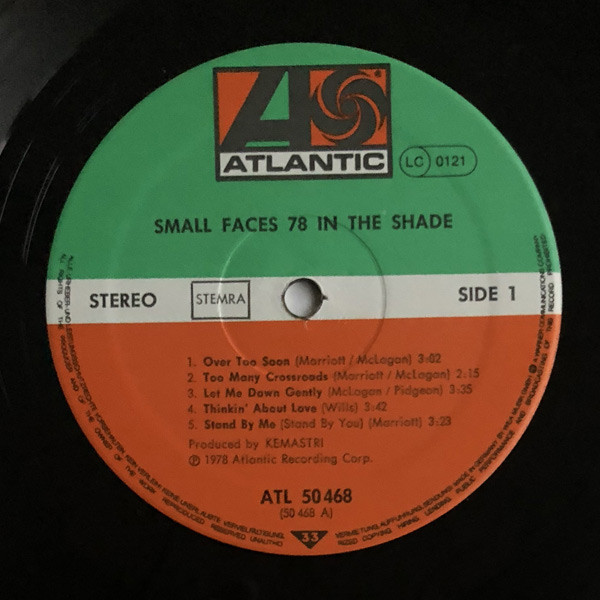 ATLANTIC
LC 0121
SMALL FACES 78 IN THE SHADE
STEREO STEMRA SIDE 1
1. Over Too Soon (Marriott / McLagan) 3:02
2. Too Many Crossroads (Marriott / McLagan) 2:15
3. Let Me Down Gently (McLagan / Pidgeon) 3:35
4. Thinkin' About Love (Wills) 3:42
5. Stand By Me (Stand By You) (Marriott) 3:23
Produced by KEMASTRI
℗ 1978 Atlantic Recording Corp.
ATL 50 468
(50 468 A)
33